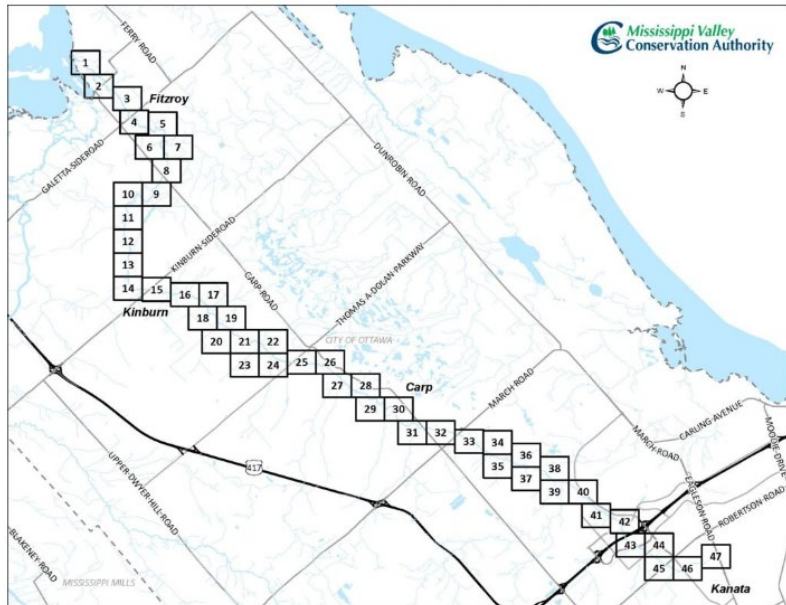 Mississippi Valley
Conservation Authority
N
W E
S
FERRY ROAD
1
2
3
Fitzroy
4 5
6 7
8
GALETTA-SIDEROAD
DUNROBIN ROAD
10 9
11
12
13
14 15 16 17
KINBURN-SIDEROAD
Kinburn
CARP-ROAD
THOMAS A-DOLAN-PARKWAY
18 19
20 21 22
CITY OF OTTAWA
23 24 25 26
27 28
Carp
29 30
MARCH-ROAD
31 32 33 34
35 36
37 38
39 40
41 42
MARCH-ROAD
CARLING-AVENUE
MOODIE-DRIVE
EAGLESON-ROAD
ROBERTSON-ROAD
UPPER-DWYER-HILL-ROAD
417
43 44
45 46 47
Kanata
BLAKENEY-ROAD
MISSISSIPPI MILLS